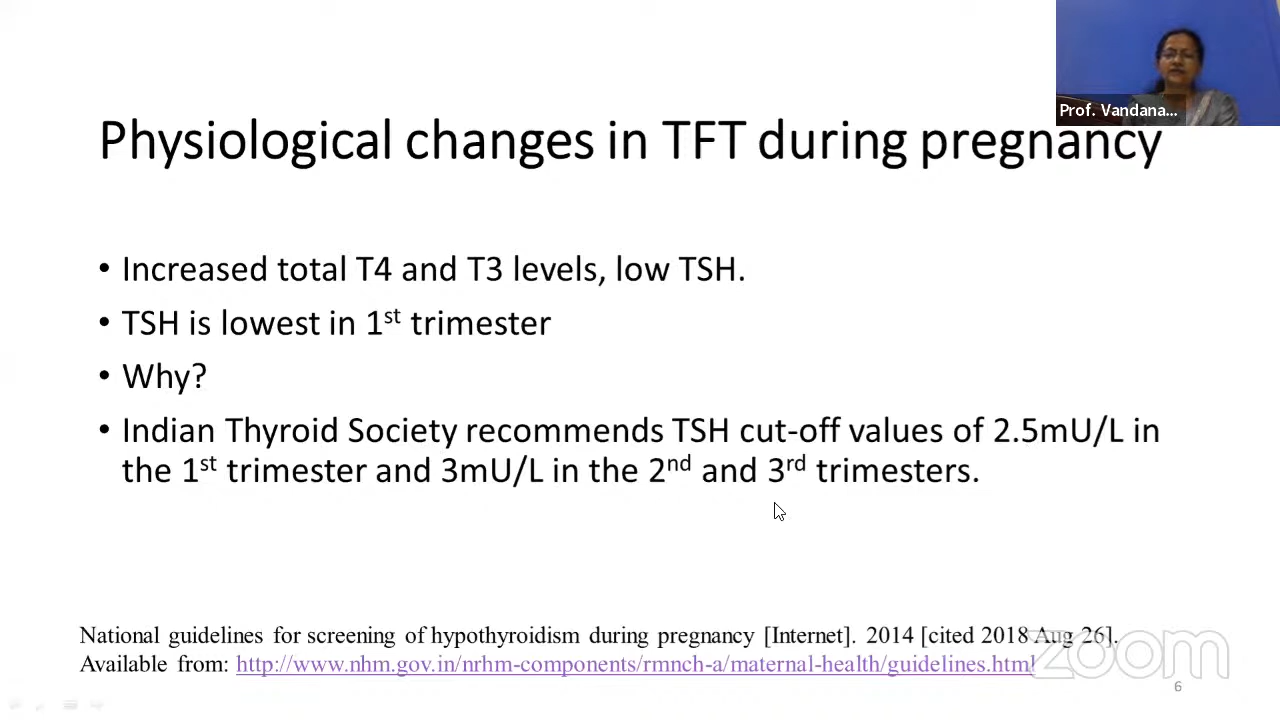 Prof. Vandana...
Physiological changes in TFT during pregnancy
• Increased total T4 and T3 levels, low TSH.
• TSH is lowest in 1st trimester
• Why?
• Indian Thyroid Society recommends TSH cut-off values of 2.5mU/L in
the 1st trimester and 3mU/L in the 2nd and 3rd trimesters.
National guidelines for screening of hypothyroidism during pregnancy [Internet]. 2014 [cited 2018 Aug 26].
Available from: http://www.nhm.gov.in/nrhm-components/rmnch-a/maternal-health/guidelines.html
zoom
6